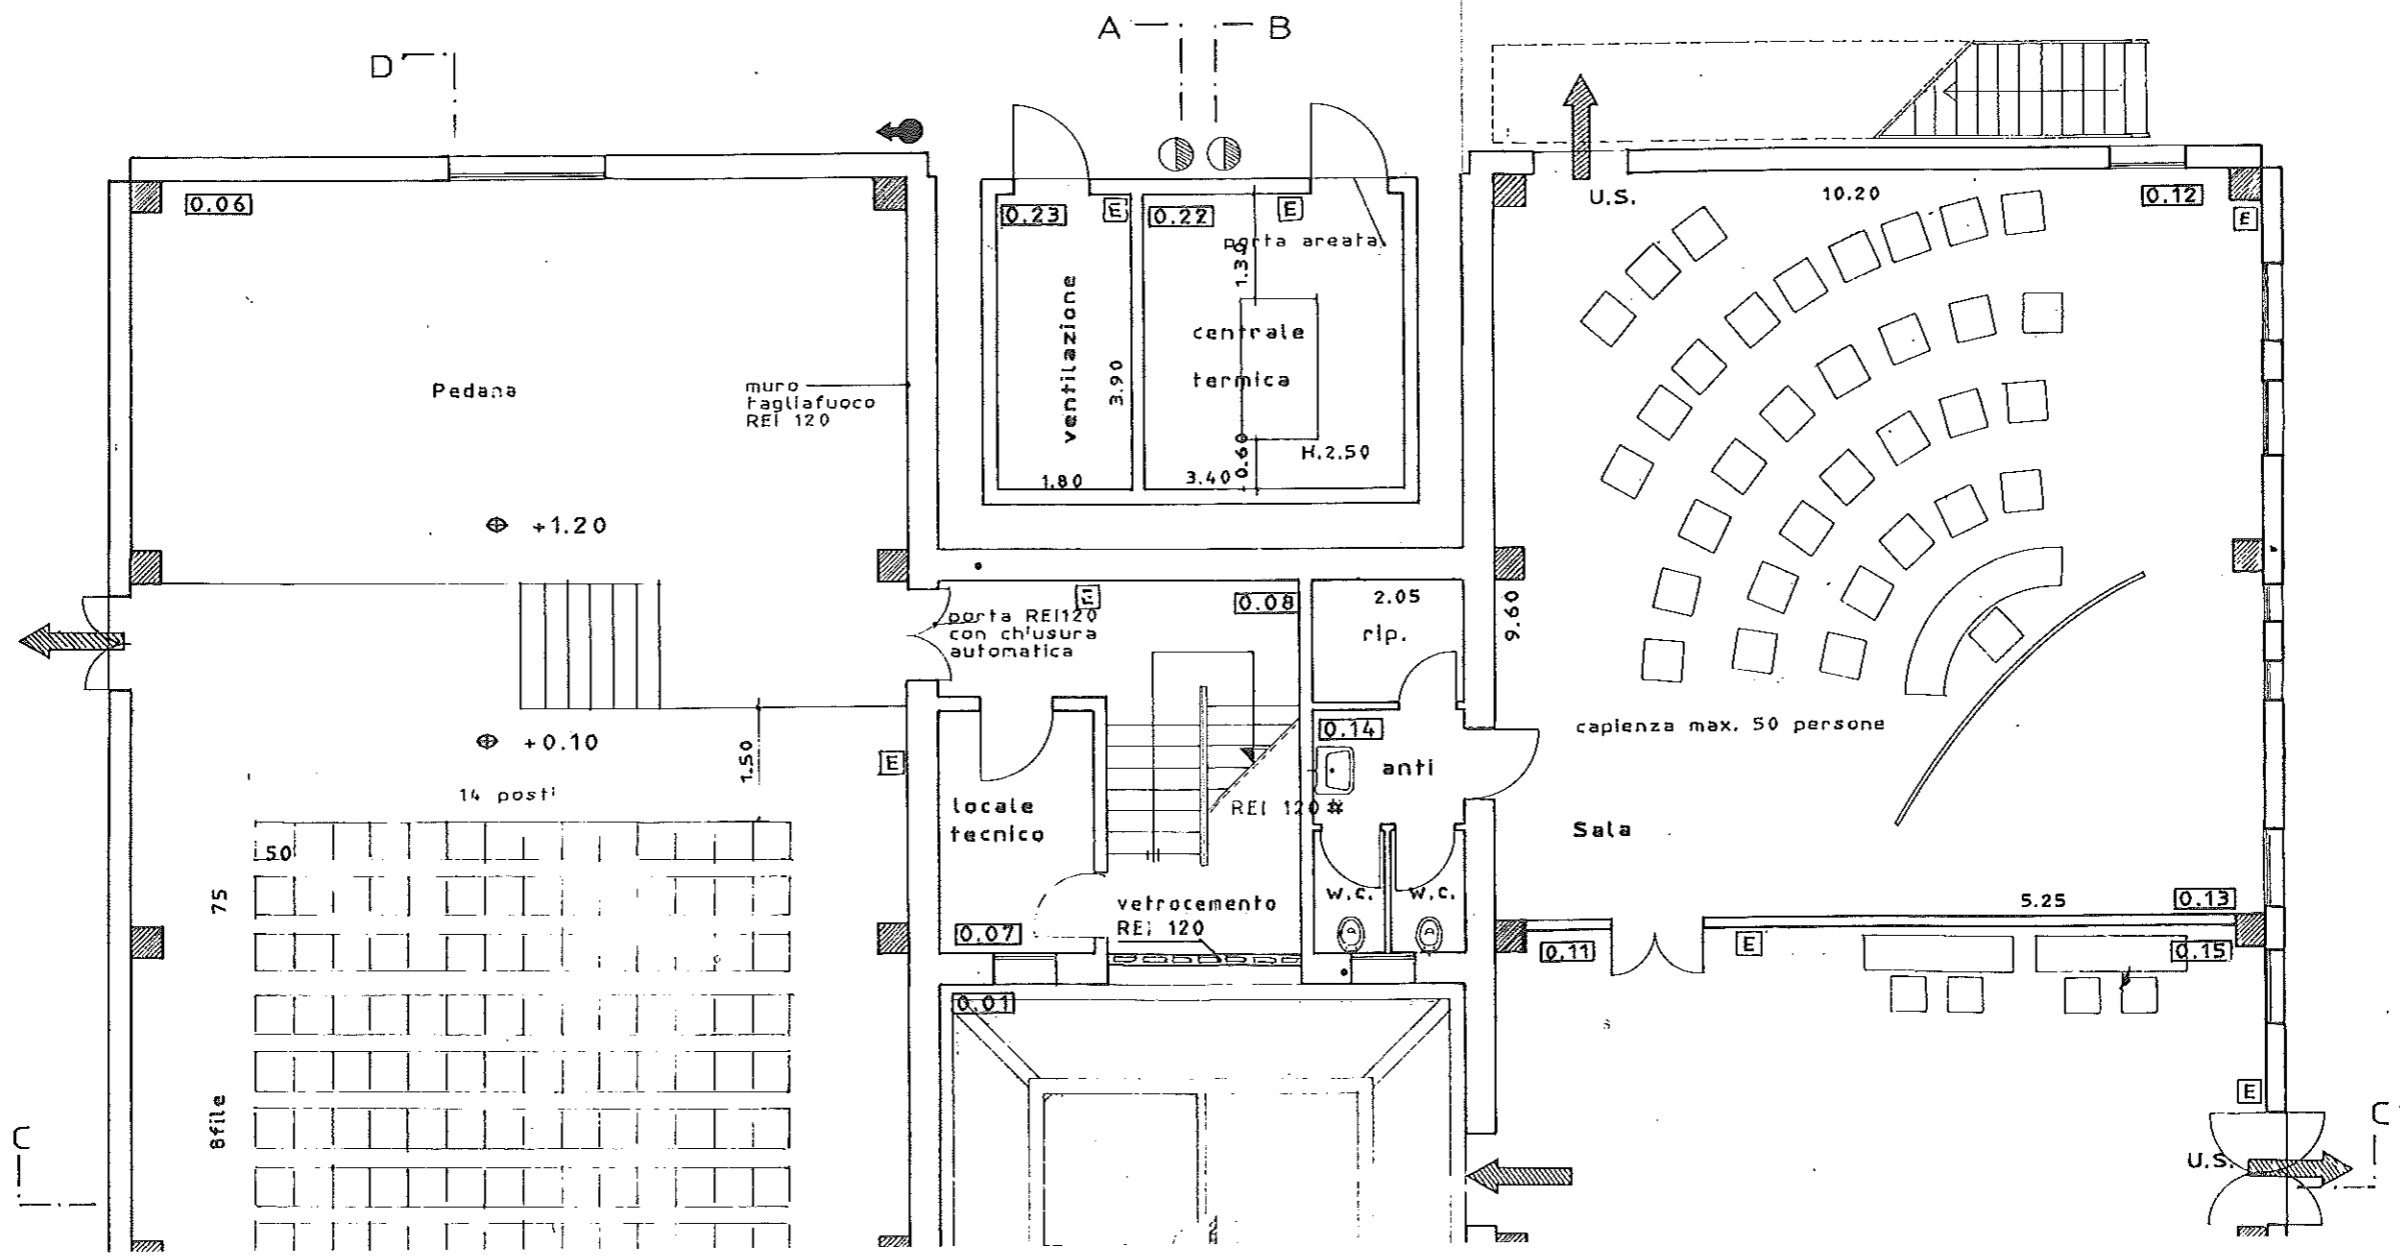 A
B
D
0.06
0.23
E
0.22
E
U.S.
10.20
0.12
E
porta areata
1.30
ventilazione
3.90
centrale
termica
Pedana
muro
tagliafuoco
REI 120
H.2.50
1.80
3.40
0.60
+1.20
porta REI120
con chiusura
automatica
E
0.08
2.05
rip.
9.60
+0.10
1.50
E
0.14
anti
capienza max. 50 persone
14 posti
locale
tecnico
REI 120 #
Sala
50
75
vetrocemento
REI 120
w.c.
w.c.
5.25
0.13
0.07
0.11
E
0.15
0.01
8file
E
C
C
U.S.